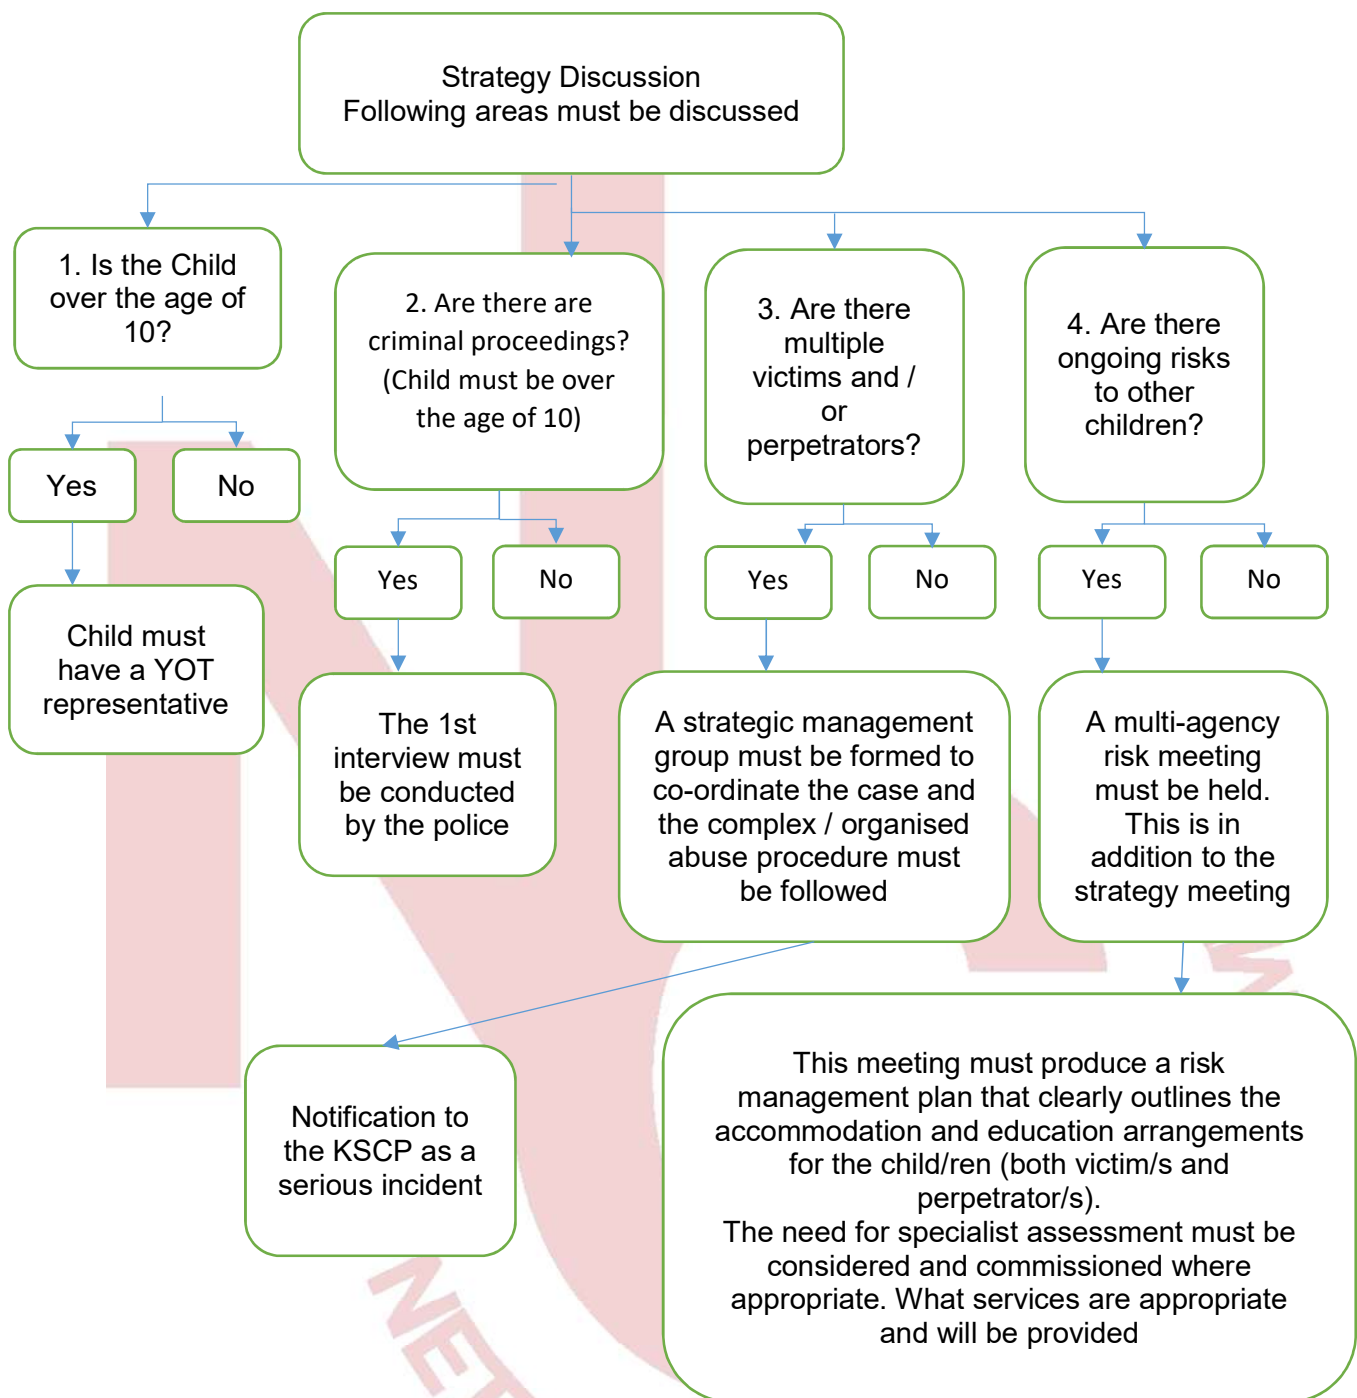 Strategy Discussion
Following areas must be discussed
1. Is the Child
over the age of
10?
2. Are there are
criminal proceedings?
(Child must be over
the age of 10)
3. Are there
multiple
victims and /
or
perpetrators?
4. Are there
ongoing risks
to other
children?
Yes
No
Yes
No
Yes
No
Yes
No
Child must
have a YOT
representative
The 1st
interview must
be conducted
by the police
A strategic management
group must be formed to
co-ordinate the case and
the complex / organised
abuse procedure must
be followed
A multi-agency
risk meeting
must be held.
This is in
addition to the
strategy meeting
Notification to
the KSCP as a
serious incident
This meeting must produce a risk
management plan that clearly outlines the
accommodation and education arrangements
for the child/ren (both victim/s and
perpetrator/s).
The need for specialist assessment must be
considered and commissioned where
appropriate. What services are appropriate
and will be provided